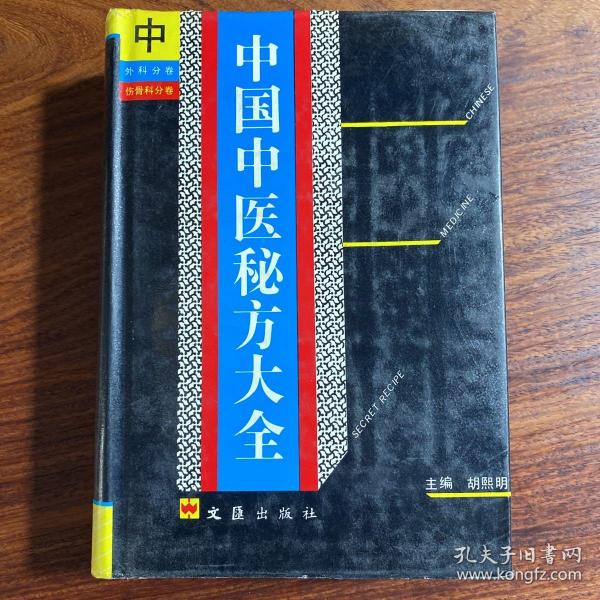 中
外科分卷
伤骨科分卷
中国中医秘方大全
CHINESE
MEDICINE
SECRET RECIPE
主编 胡熙明
文匯出版社
孔夫子旧書网
www.kongfz.com